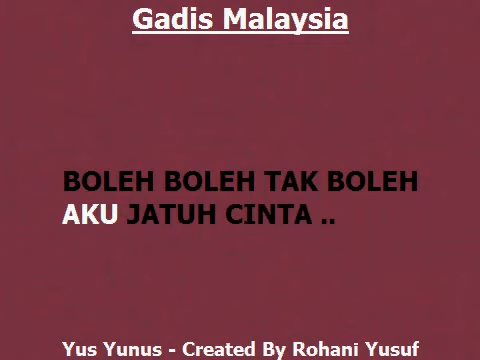 Gadis Malaysia
BOLEH BOLEH TAK BOLEH
AKU JATUH CINTA ..
Yus Yunus - Created By Rohani Yusuf